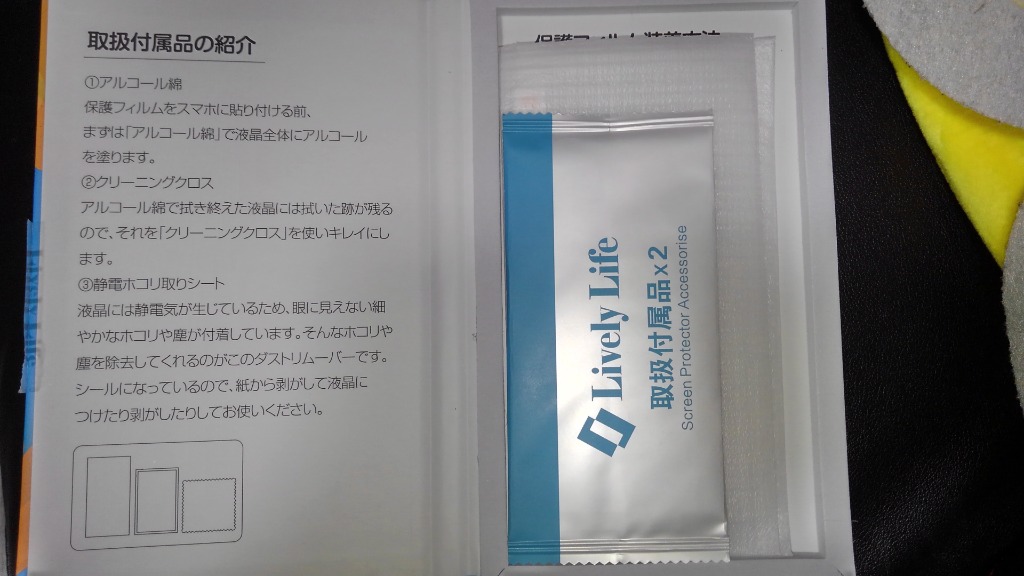 取扱付属品の紹介
①アルコール綿
保護フィルムをスマホに貼り付ける前、
まずは「アルコール綿」で液晶全体にアルコール
を塗ります。
②クリーニングクロス
アルコール綿で拭き終えた液晶には拭いた跡が残る
ので、それを「クリーニングクロス」を使いキレイにし
ます。
③静電ホコリ取りシート
液晶には静電気が生じているため、眼に見えない細
やかなホコリや塵が付着しています。そんなホコリや
塵を除去してくれるのがこのダストリムーバーです。
シールになっているので、紙から剥がして液晶に
つけたり剥がしたりしてお使いください。
保護フィルム装着方法
Lively Life
取扱付属品x2
Screen Protector Accessorise